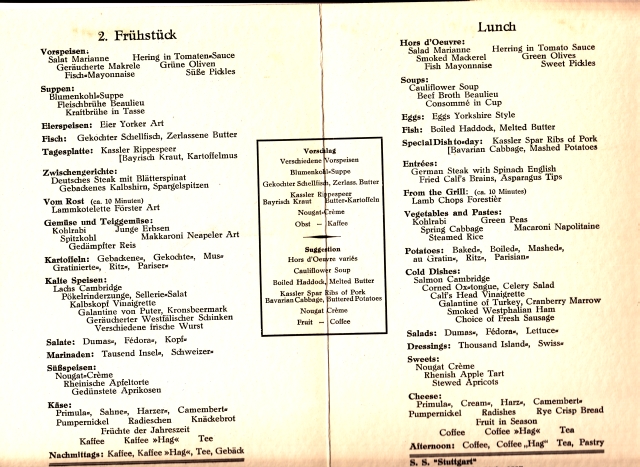 2. Frühstück
Vorspeisen:
Salat Marianne Hering in Tomaten-Sauce
Geräucherte Makrele Grüne Oliven
Fisch-Mayonnaise Süße Pickles
Suppen:
Blumenkohl-Suppe
Fleischbrühe Beaulieu
Kraftbrühe in Tasse
Eierspeisen: Eier Yorker Art
Fisch: Gekochter Schellfisch, Zerlassene Butter
Tagesplatte: Kassler Rippespeer
[Bayrisch Kraut, Kartoffelmus
Zwischengerichte:
Deutsches Steak mit Blätterspinat
Gebackenes Kalbshirn, Spargelspitzen
Vom Rost (ca. 10 Minuten)
Lammkotelette Förster Art
Gemüse und Teiggemüse:
Kohlrabi Junge Erbsen
Spitzkohl Makkaroni Neapeler Art
Gedämpfter Reis
Kartoffeln: Gebackene-, Gekochte-, Mus-
Gratinierte-, Ritz-, Pariser-
Kalte Speisen:
Lachs Cambridge
Pökelrinderzunge, Sellerie-Salat
Kalbskopf Vinaigrette
Galantine von Puter, Kronsbeermark
Geräucherter Westfälischer Schinken
Verschiedene frische Wurst
Salate: Dumas-, Fédora-, Kopf-
Marinaden: Tausend Insel-, Schweizer-
Süßspeisen:
Nougat-Crème
Rheinische Apfeltorte
Gedünstete Aprikosen
Käse:
Primula-, Sahne-, Harzer-, Camembert-
Pumpernickel Radieschen Knäckebrot
Früchte der Jahreszeit
Kaffee Kaffee »Hag« Tee
Nachmittags: Kaffee, Kaffee »Hag«, Tee, Gebäck
Vorschlag
Verschiedene Vorspeisen
Blumenkohl-Suppe
Gekochter Schellfisch, Zerlass. Butter
Kassler Rippespeer
Bayrisch Kraut Butter-Kartoffeln
Nougat-Crème
Obst — Kaffee
Suggestion
Hors d'Oeuvre variés
Cauliflower Soup
Boiled Haddock, Melted Butter
Kassler Spar Ribs of Pork
Bavarian Cabbage, Buttered Potatoes
Nougat Crème
Fruit — Coffee
Lunch
Hors d'Oeuvre:
Salad Marianne Herring in Tomato Sauce
Smoked Mackerel Green Olives
Fish Mayonnaise Sweet Pickles
Soups:
Cauliflower Soup
Beef Broth Beaulieu
Consommé in Cup
Eggs: Eggs Yorkshire Style
Fish: Boiled Haddock, Melted Butter
Special Dish to-day: Kassler Spar Ribs of Pork
[Bavarian Cabbage, Mashed Potatoes
Entrées:
German Steak with Spinach English
Fried Calf's Brains, Asparagus Tips
From the Grill: (ca. 10 Minutes)
Lamb Chops Forestièr
Vegetables and Pastes:
Kohlrabi Green Peas
Spring Cabbage Macaroni Napolitaine
Steamed Rice
Potatoes: Baked-, Boiled-, Mashed-,
au Gratin-, Ritz-, Parisian-
Cold Dishes:
Salmon Cambridge
Corned Ox-tongue, Celery Salad
Calf's Head Vinaigrette
Galantine of Turkey, Cranberry Marrow
Smoked Westphalian Ham
Choice of Fresh Sausage
Salads: Dumas-, Fédora-, Lettuce-
Dressings: Thousand Island-, Swiss-
Sweets:
Nougat Crème
Rhenish Apple Tart
Stewed Apricots
Cheese:
Primula-, Cream-, Harz-, Camembert-
Pumpernickel Radishes Rye Crisp Bread
Fruit in Season
Coffee Coffee »Hag« Tea
Afternoon: Coffee, Coffee „Hag" Tea, Pastry
S. S. "Stuttgart"